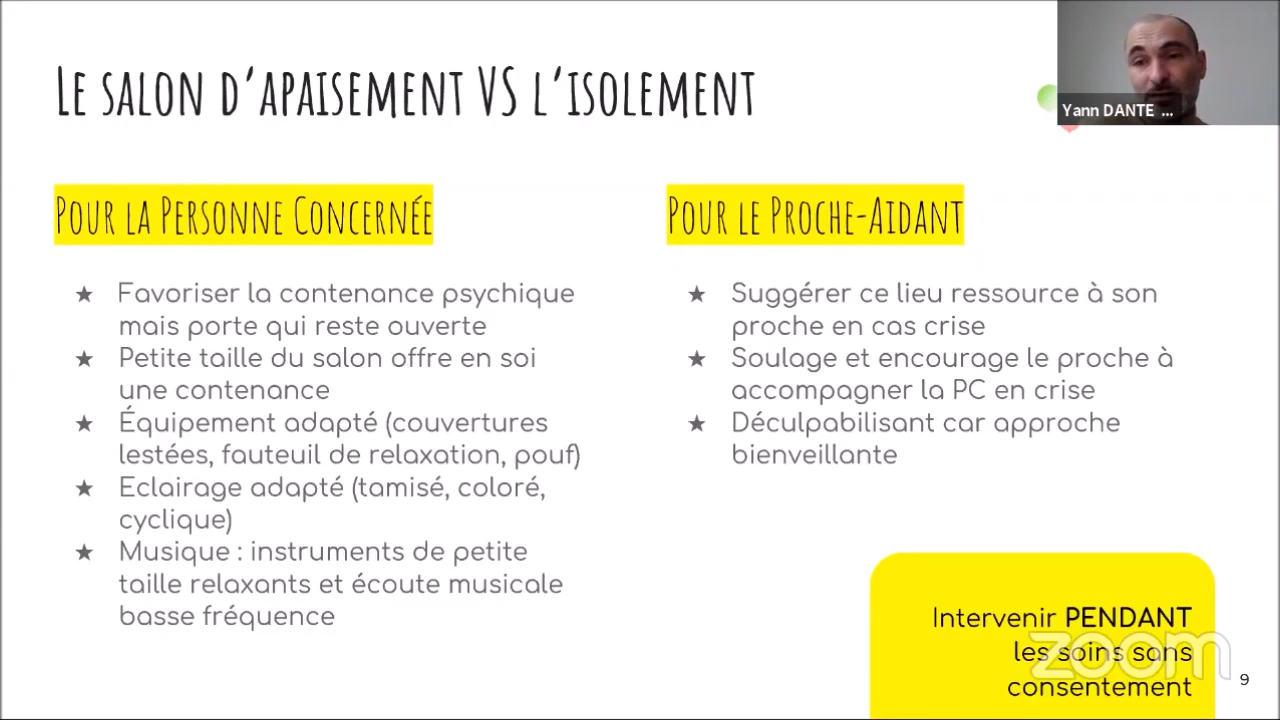 Le salon d'apaisement VS l'isolement
Yann DANTE ...
Pour la Personne Concernée
★ Favoriser la contenance psychique
mais porte qui reste ouverte
★ Petite taille du salon offre en soi
une contenance
★ Équipement adapté (couvertures
lestées, fauteuil de relaxation, pouf)
★ Eclairage adapté (tamisé, coloré,
cyclique)
★ Musique : instruments de petite
taille relaxants et écoute musicale
basse fréquence
Pour le Proche-Aidant
★ Suggérer ce lieu ressource à son
proche en cas crise
★ Soulage et encourage le proche à
accompagner la PC en crise
★ Déculpabilisant car approche
bienveillante
Intervenir PENDANT
les soins sans
consentement
zoom
9